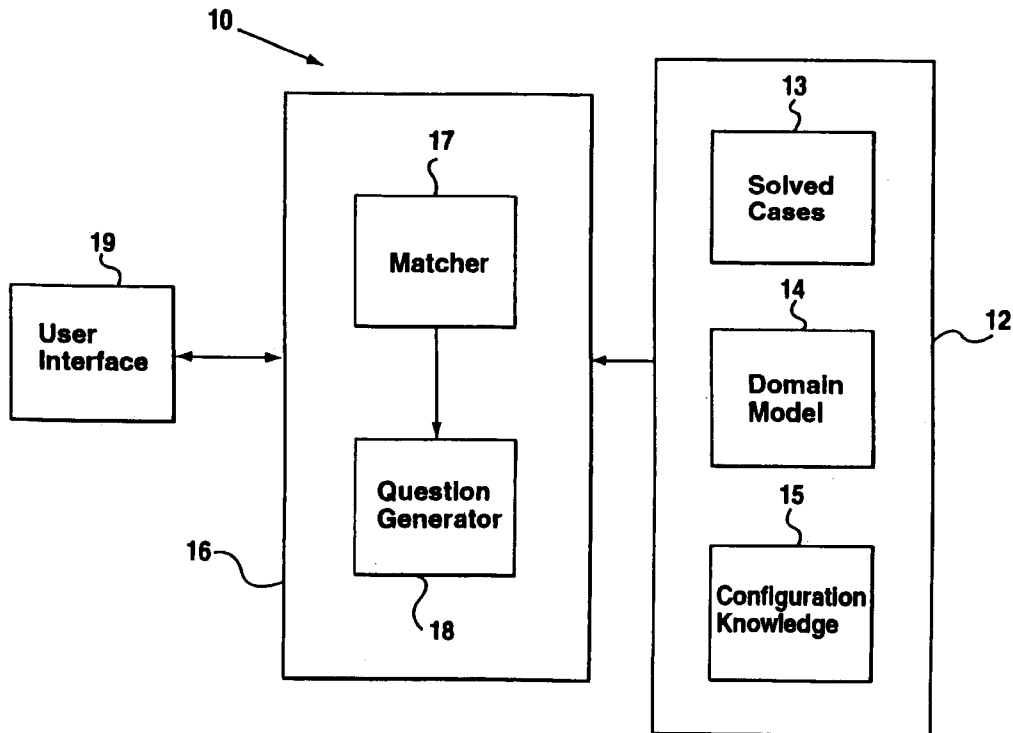 10
13
Solved
Cases
17
Matcher
19
User
Interface
14
Domain
Model
12
Question
Generator
15
Configuration
Knowledge
16
18